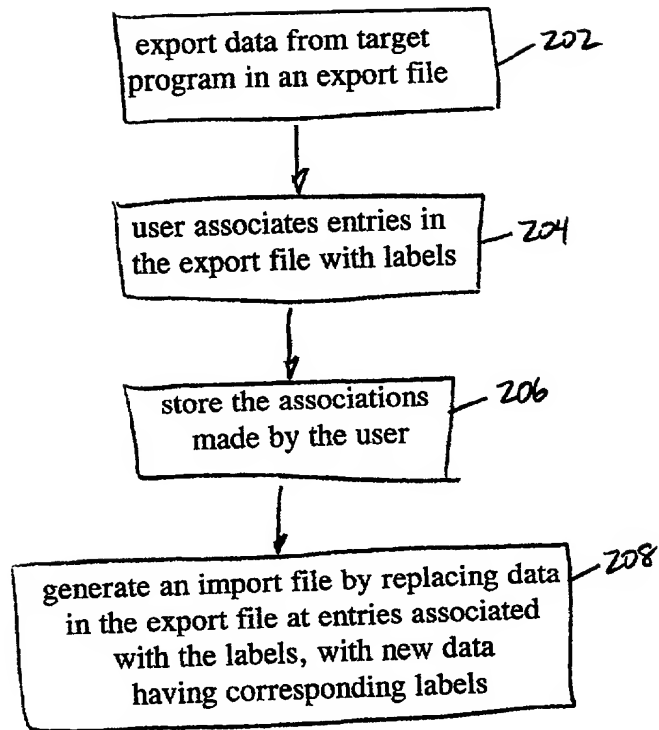 export data from target
program in an export file
202
user associates entries in
the export file with labels
204
store the associations
made by the user
206
generate an import file by replacing data
in the export file at entries associated
with the labels, with new data
having corresponding labels
208